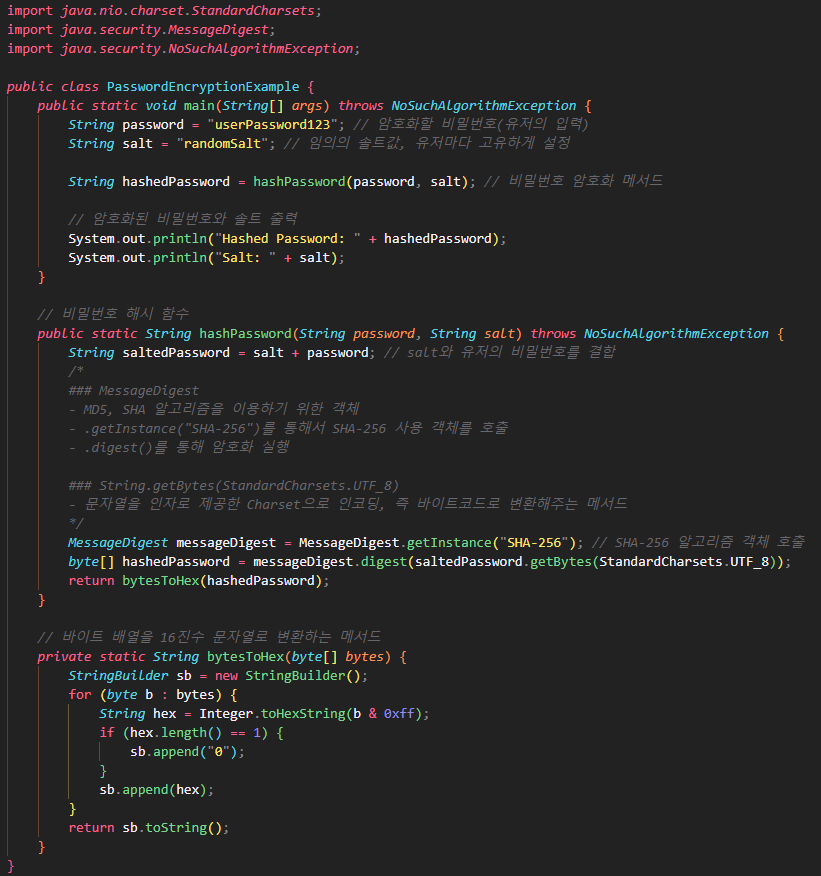 import java.nio.charset.StandardCharsets;
import java.security.MessageDigest;
import java.security.NoSuchAlgorithmException;

public class PasswordEncryptionExample {
    public static void main(String[] args) throws NoSuchAlgorithmException {
        String password = "userPassword123"; // 암호화할 비밀번호(유저의 입력)
        String salt = "randomSalt"; // 임의의 솔트값, 유저마다 고유하게 설정

        String hashedPassword = hashPassword(password, salt); // 비밀번호 암호화 메서드

        // 암호화된 비밀번호와 솔트 출력
        System.out.println("Hashed Password: " + hashedPassword);
        System.out.println("Salt: " + salt);
    }

    // 비밀번호 해시 함수
    public static String hashPassword(String password, String salt) throws NoSuchAlgorithmException {
        String saltedPassword = salt + password; // salt와 유저의 비밀번호를 결합
        /*
        ### MessageDigest
        - MD5, SHA 알고리즘을 이용하기 위한 객체
        - .getInstance("SHA-256")를 통해서 SHA-256 사용 객체를 호출
        - .digest()를 통해 암호화 실행

        ### String.getBytes(StandardCharsets.UTF_8)
        - 문자열을 인자로 제공한 Charset으로 인코딩, 즉 바이트코드로 변환해주는 메서드
        */
        MessageDigest messageDigest = MessageDigest.getInstance("SHA-256"); // SHA-256 알고리즘 객체 호출
        byte[] hashedPassword = messageDigest.digest(saltedPassword.getBytes(StandardCharsets.UTF_8));
        return bytesToHex(hashedPassword);
    }

    // 바이트 배열을 16진수 문자열로 변환하는 메서드
    private static String bytesToHex(byte[] bytes) {
        StringBuilder sb = new StringBuilder();
        for (byte b : bytes) {
            String hex = Integer.toHexString(b & 0xff);
            if (hex.length() == 1) {
                sb.append("0");
            }
            sb.append(hex);
        }
        return sb.toString();
    }
}